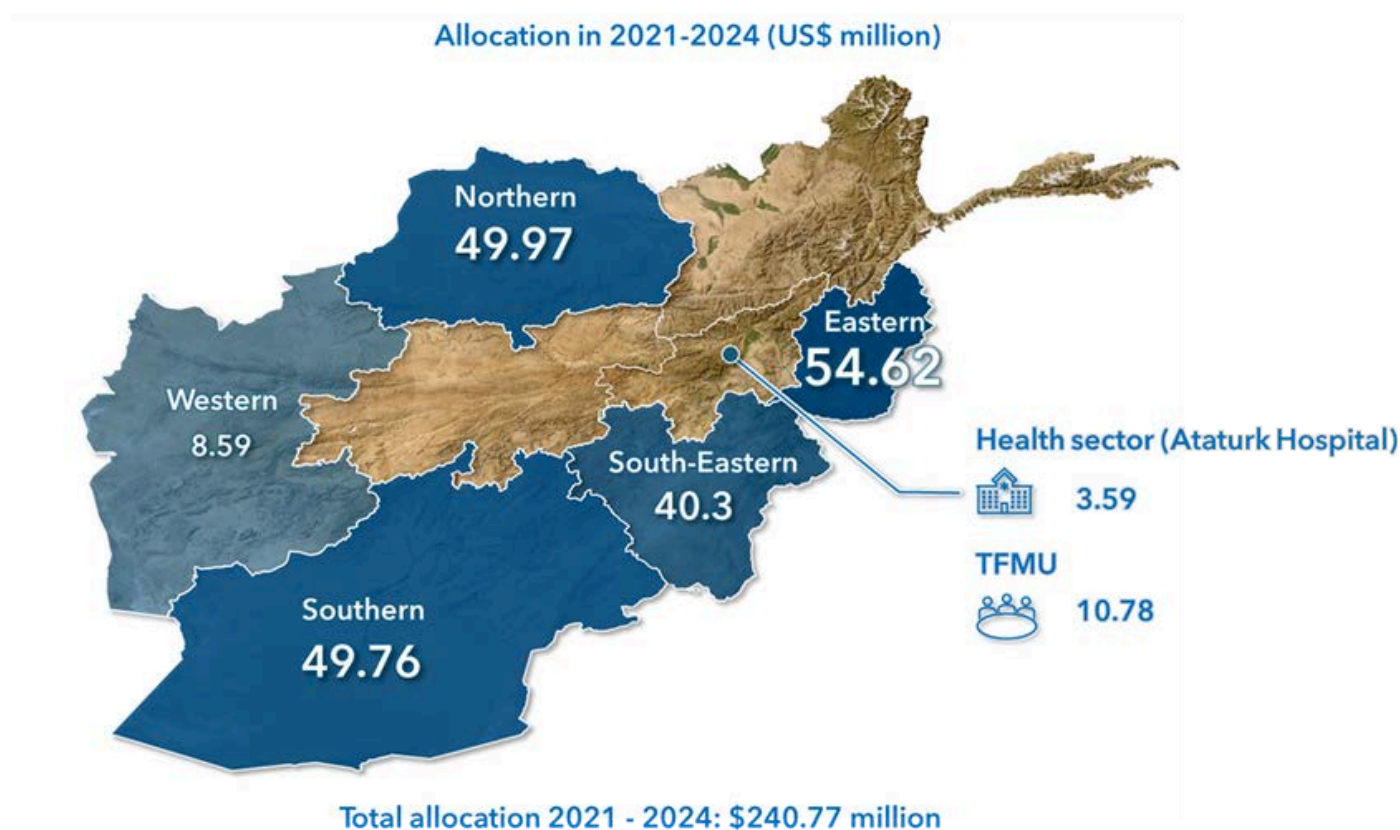 Allocation in 2021-2024 (US$ million)
Northern
49.97
Eastern
54.62
Western
8.59
South-Eastern
40.3
Health sector (Ataturk Hospital)
3.59
TFMU
10.78
Southern
49.76
Total allocation 2021 - 2024: $240.77 million